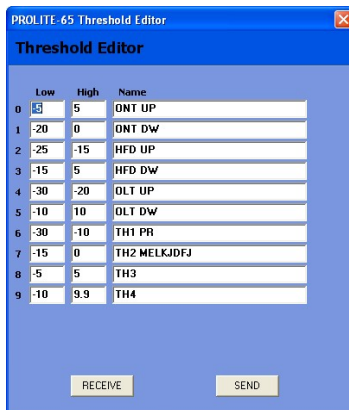 PROLITE-65 Threshold Editor
Threshold Editor
Low High Name
0 -5 5 ONT UP
1 -20 0 ONT DW
2 -25 -15 HFD UP
3 -15 5 HFD DW
4 -30 -20 OLT UP
5 -10 10 OLT DW
6 -30 -10 TH1 PR
7 -15 0 TH2 MELKJDFJ
8 -5 5 TH3
9 -10 9.9 TH4
RECEIVE SEND